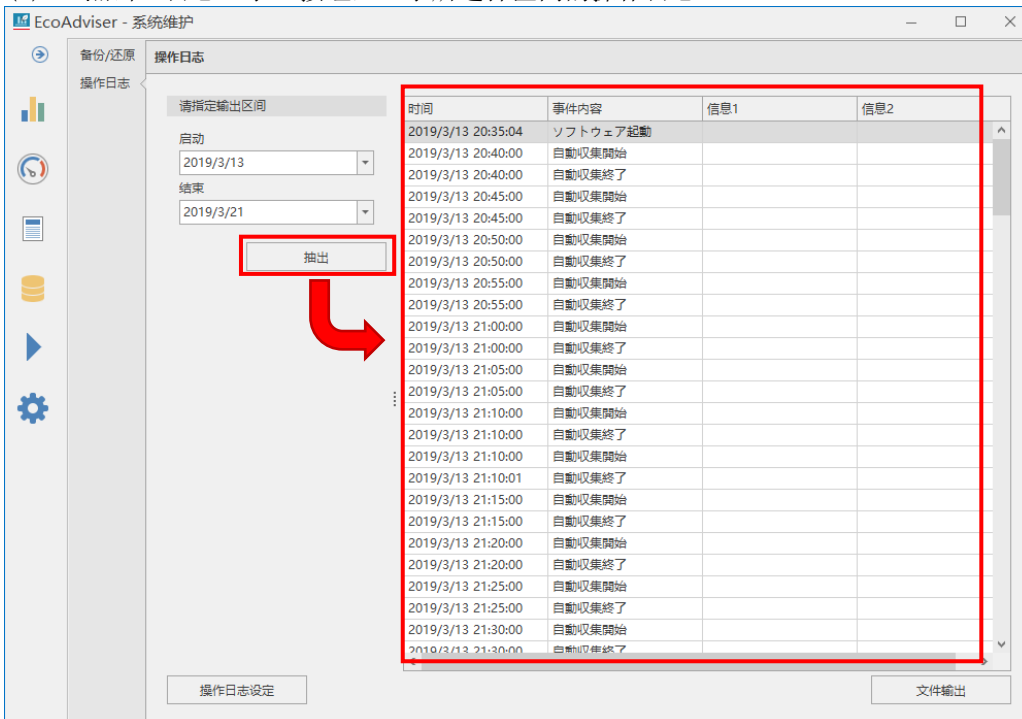 EcoAdviser - 系统维护
备份/还原
操作日志
操作日志
请指定输出区间
启动
2019/3/13
结束
2019/3/21
抽出
时间 事件内容 信息1 信息2
2019/3/13 20:35:04 ソフトウェア起動
2019/3/13 20:40:00 自動収集開始
2019/3/13 20:40:00 自動収集終了
2019/3/13 20:45:00 自動収集開始
2019/3/13 20:45:00 自動収集終了
2019/3/13 20:50:00 自動収集開始
2019/3/13 20:50:00 自動収集終了
2019/3/13 20:55:00 自動収集開始
2019/3/13 20:55:00 自動収集終了
2019/3/13 21:00:00 自動収集開始
2019/3/13 21:00:00 自動収集終了
2019/3/13 21:05:00 自動収集開始
2019/3/13 21:05:00 自動収集終了
2019/3/13 21:10:00 自動収集開始
2019/3/13 21:10:00 自動収集終了
2019/3/13 21:10:00 自動収集開始
2019/3/13 21:10:01 自動収集終了
2019/3/13 21:15:00 自動収集開始
2019/3/13 21:15:00 自動収集終了
2019/3/13 21:20:00 自動収集開始
2019/3/13 21:20:00 自動収集終了
2019/3/13 21:25:00 自動収集開始
2019/3/13 21:25:00 自動収集終了
2019/3/13 21:30:00 自動収集開始
2019/3/13 21:30:00 自動収集終了
操作日志设定
文件输出